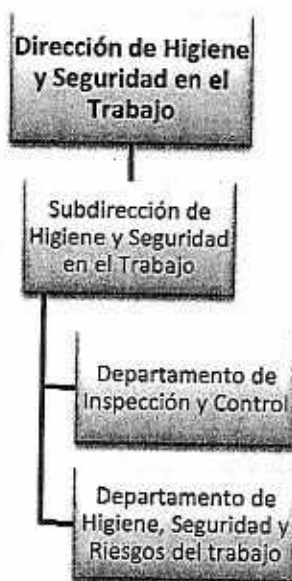 Dirección de Higiene
y Seguridad en el
Trabajo
Subdirección de
Higiene y Seguridad
en el Trabajo
Departamento de
Inspección y Control
Departamento de
Higiene, Seguridad y
Riesgos del trabajo